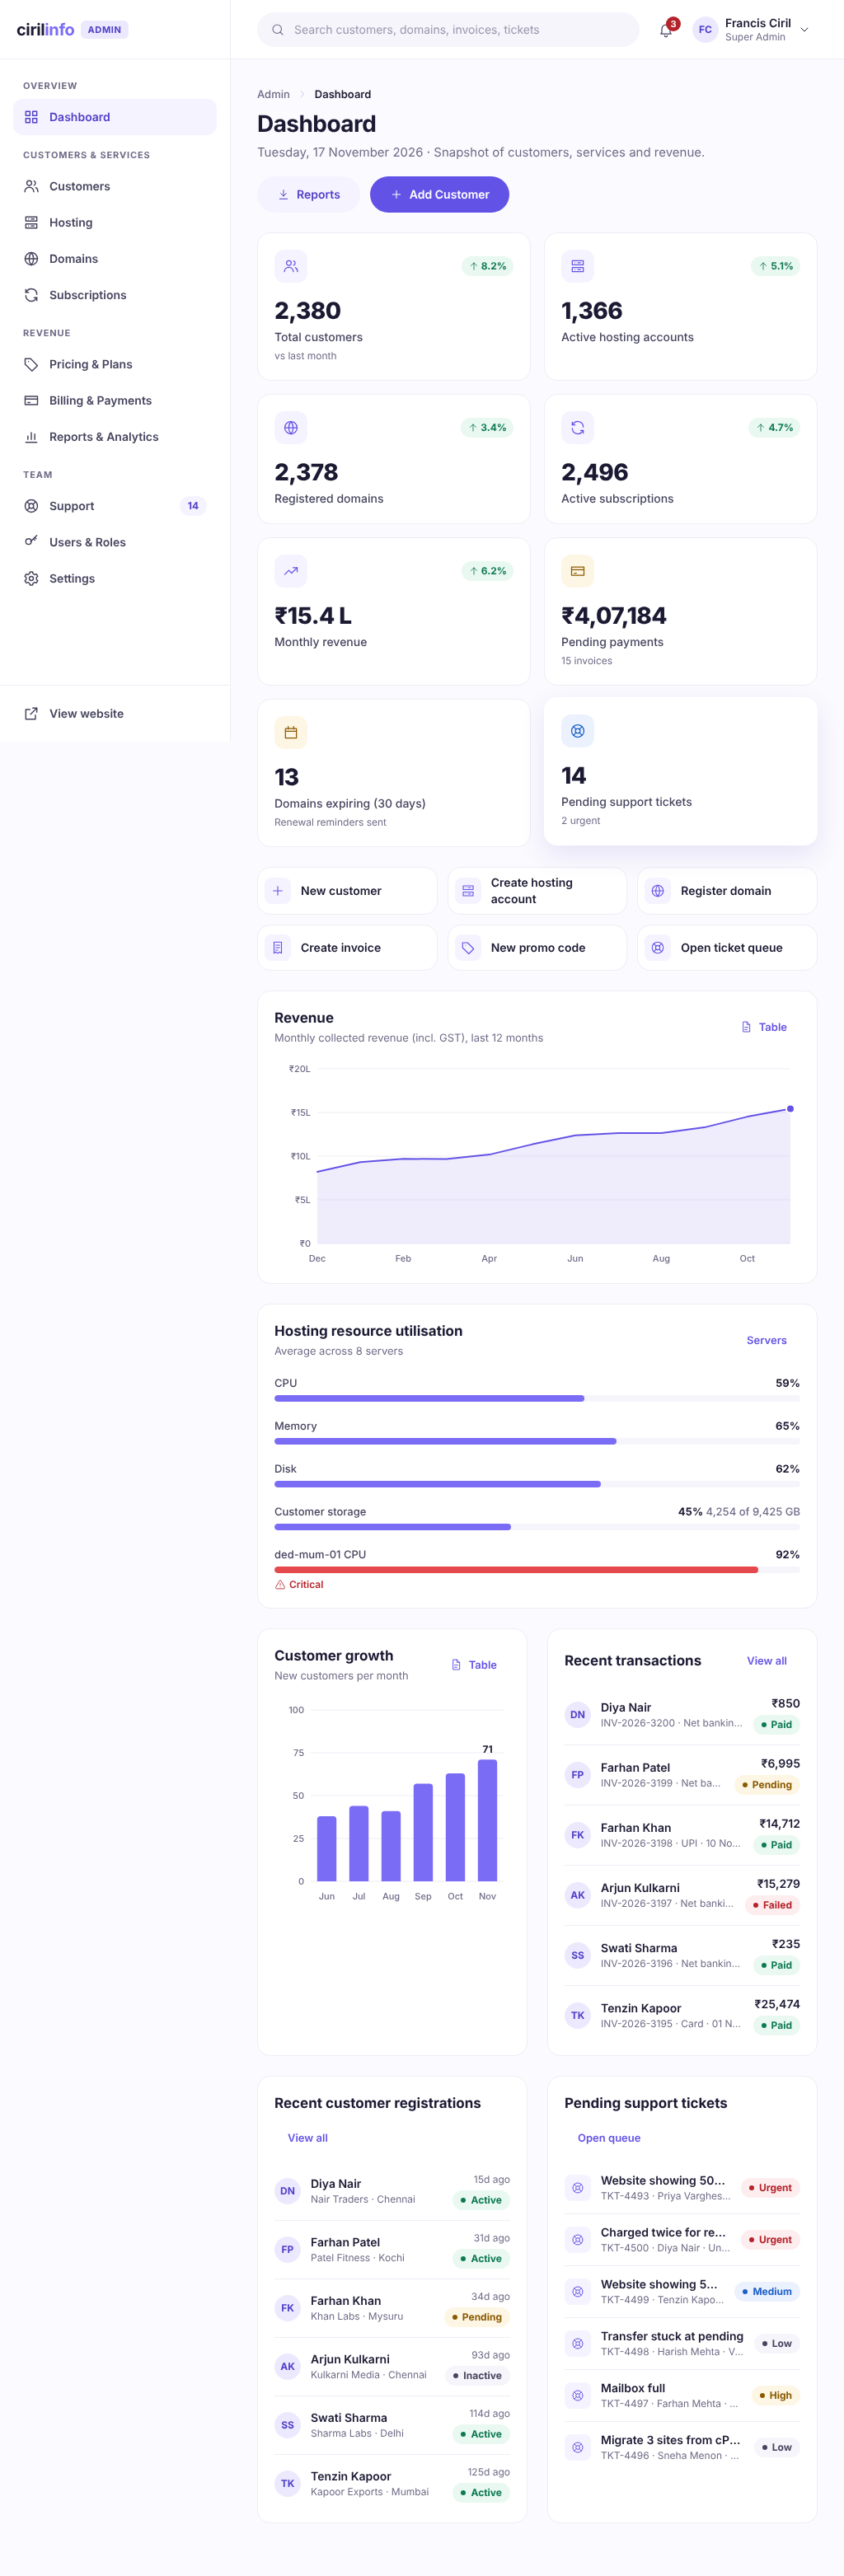 cirilinfo ADMIN
Search customers, domains, invoices, tickets
3
FC
Francis Ciril
Super Admin
OVERVIEW
Dashboard
CUSTOMERS & SERVICES
Customers
Hosting
Domains
Subscriptions
REVENUE
Pricing & Plans
Billing & Payments
Reports & Analytics
TEAM
Support 14
Users & Roles
Settings
View website
Admin Dashboard
Dashboard
Tuesday, 17 November 2026 · Snapshot of customers, services and revenue.
Reports
Add Customer
↑ 8.2%
2,380
Total customers
vs last month
↑ 5.1%
1,366
Active hosting accounts
↑ 3.4%
2,378
Registered domains
↑ 4.7%
2,496
Active subscriptions
↑ 6.2%
₹15.4 L
Monthly revenue
₹4,07,184
Pending payments
15 invoices
13
Domains expiring (30 days)
Renewal reminders sent
14
Pending support tickets
2 urgent
New customer
Create hosting
account
Register domain
Create invoice
New promo code
Open ticket queue
Revenue
Monthly collected revenue (incl. GST), last 12 months
Table
₹20L
₹15L
₹10L
₹5L
₹0
Dec Feb Apr Jun Aug Oct
Hosting resource utilisation
Average across 8 servers
Servers
CPU 59%
Memory 65%
Disk 62%
Customer storage 45% 4,254 of 9,425 GB
ded-mum-01 CPU 92%
Critical
Customer growth
New customers per month
Table
100
75
50
25
0
71
Jun Jul Aug Sep Oct Nov
Recent transactions
View all
DN
Diya Nair
INV-2026-3200 · Net bankin...
₹850
Paid
FP
Farhan Patel
INV-2026-3199 · Net ba...
₹6,995
Pending
FK
Farhan Khan
INV-2026-3198 · UPI · 10 No...
₹14,712
Paid
AK
Arjun Kulkarni
INV-2026-3197 · Net banki...
₹15,279
Failed
SS
Swati Sharma
INV-2026-3196 · Net bankin...
₹235
Paid
TK
Tenzin Kapoor
INV-2026-3195 · Card · 01 N...
₹25,474
Paid
Recent customer registrations
View all
DN
Diya Nair
Nair Traders · Chennai
15d ago
Active
FP
Farhan Patel
Patel Fitness · Kochi
31d ago
Active
FK
Farhan Khan
Khan Labs · Mysuru
34d ago
Pending
AK
Arjun Kulkarni
Kulkarni Media · Chennai
93d ago
Inactive
SS
Swati Sharma
Sharma Labs · Delhi
114d ago
Active
TK
Tenzin Kapoor
Kapoor Exports · Mumbai
125d ago
Active
Pending support tickets
Open queue
Website showing 50...
TKT-4493 · Priya Varghes...
Urgent
Charged twice for re...
TKT-4500 · Diya Nair · Un...
Urgent
Website showing 5...
TKT-4499 · Tenzin Kapo...
Medium
Transfer stuck at pending
TKT-4498 · Harish Mehta · V...
Low
Mailbox full
TKT-4497 · Farhan Mehta · ...
High
Migrate 3 sites from cP...
TKT-4496 · Sneha Menon · ...
Low